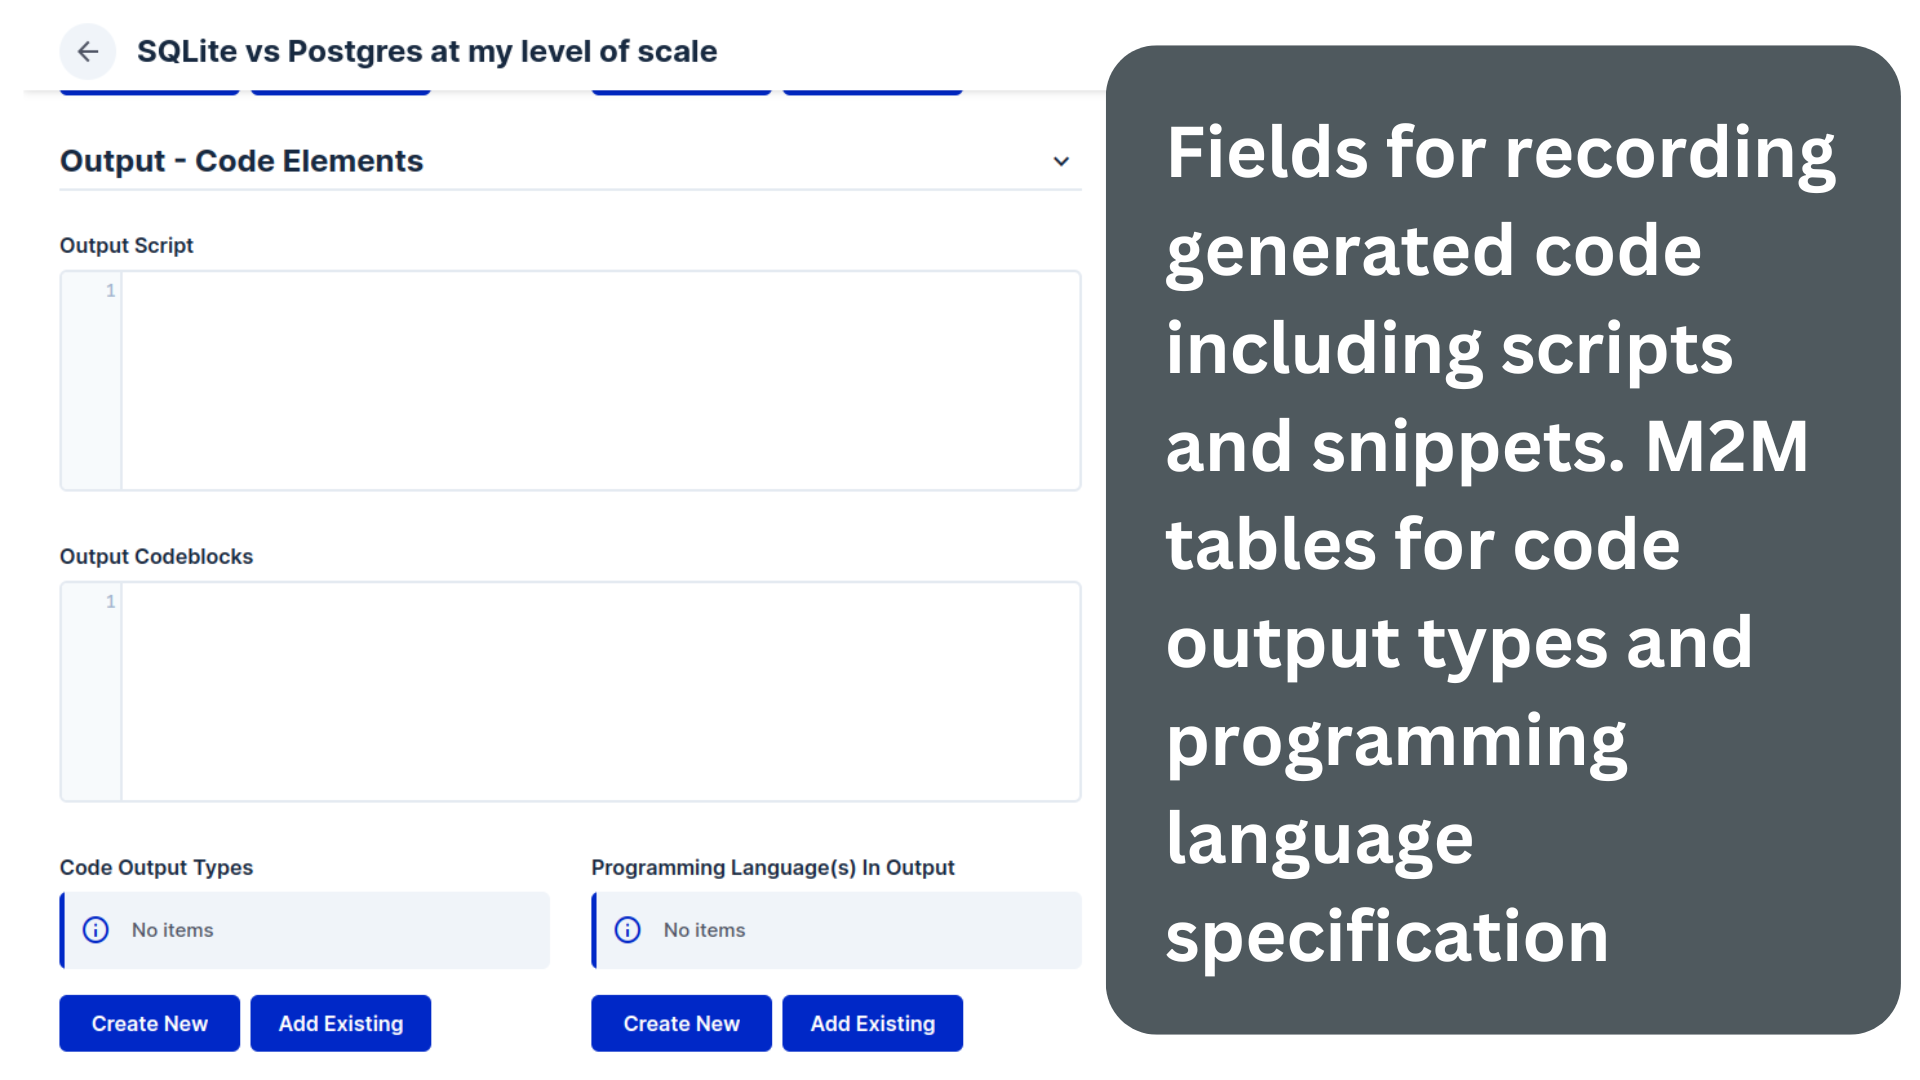 SQLite vs Postgres at my level of scale
Output - Code Elements
Output Script
1
Output Codeblocks
1
Code Output Types
Programming Language(s) In Output
No items
No items
Create New
Add Existing
Create New
Add Existing
Fields for recording
generated code
including scripts
and snippets. M2M
tables for code
output types and
programming
language
specification